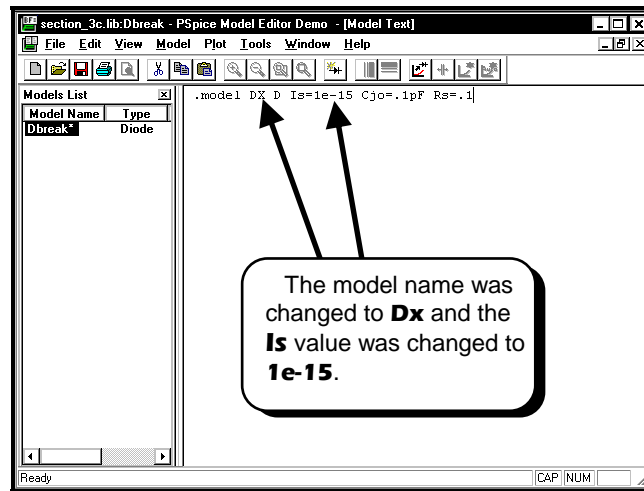 section_3c.lib:Dbreak - PSpice Model Editor Demo - [Model Text]
File Edit View Model Plot Tools Window Help
Models List
Model Name Type
Dbreak* Diode
.model DX D Is=1e-15 Cjo=.1pF Rs=.1
The model name was
changed to Dx and the
Is value was changed to
1e-15.
Ready
CAP NUM